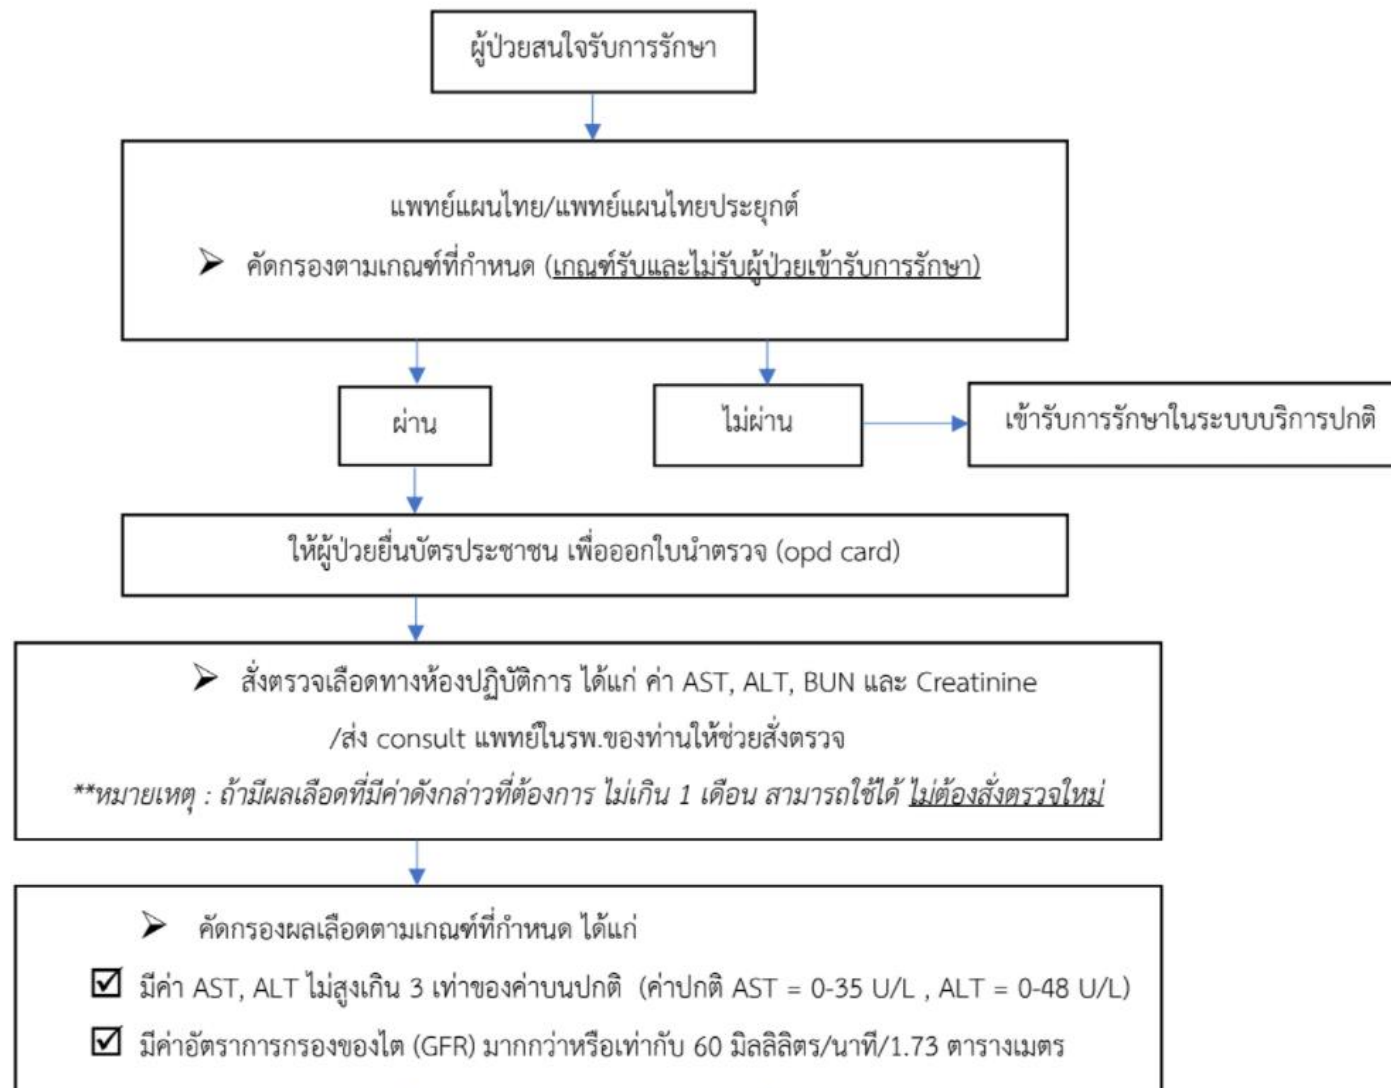 ผู้ป่วยสนใจรับการรักษา
แพทย์แผนไทย/แพทย์แผนไทยประยุกต์
➢ คัดกรองตามเกณฑ์ที่กำหนด (เกณฑ์รับและไม่รับผู้ป่วยเข้ารับการรักษา)
ผ่าน
ไม่ผ่าน
เข้ารับการรักษาในระบบบริการปกติ
ให้ผู้ป่วยยื่นบัตรประชาชน เพื่อออกใบนำตรวจ (opd card)
➢ สั่งตรวจเลือดทางห้องปฏิบัติการ ได้แก่ ค่า AST, ALT, BUN และ Creatinine
/ส่ง consult แพทย์ในรพ.ของท่านให้ช่วยสั่งตรวจ
**หมายเหตุ : ถ้ามีผลเลือดที่มีค่าดังกล่าวที่ต้องการ ไม่เกิน 1 เดือน สามารถใช้ได้ ไม่ต้องสั่งตรวจใหม่
➢ คัดกรองผลเลือดตามเกณฑ์ที่กำหนด ได้แก่
☑ มีค่า AST, ALT ไม่สูงเกิน 3 เท่าของค่าบนปกติ (ค่าปกติ AST = 0-35 U/L , ALT = 0-48 U/L)
☑ มีค่าอัตราการกรองของไต (GFR) มากกว่าหรือเท่ากับ 60 มิลลิลิตร/นาที/1.73 ตารางเมตร